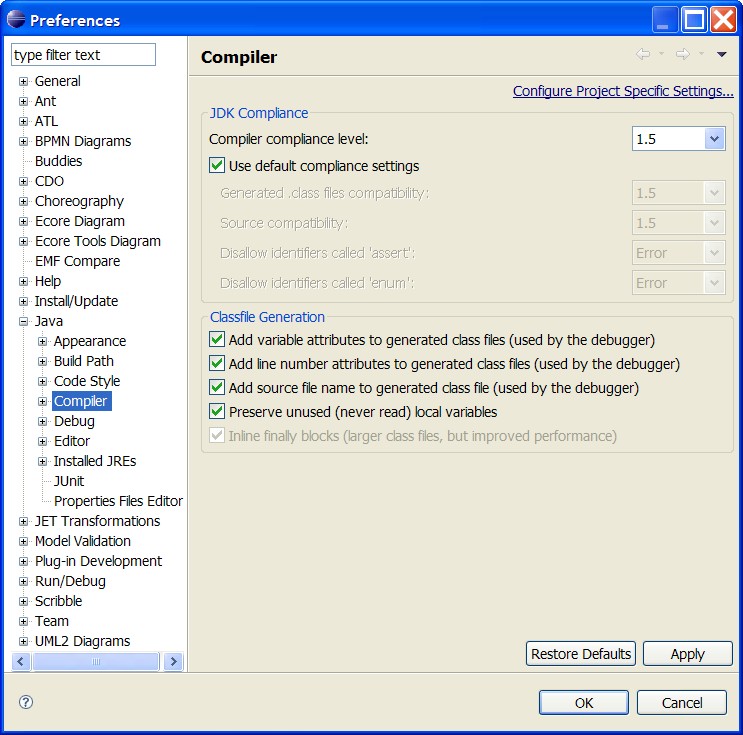 Preferences
type filter text
General
Ant
ATL
BPMN Diagrams
Buddies
CDO
Choreography
Ecore Diagram
Ecore Tools Diagram
EMF Compare
Help
Install/Update
Java
Appearance
Build Path
Code Style
Compiler
Debug
Editor
Installed JREs
JUnit
Properties Files Editor
JET Transformations
Model Validation
Plug-in Development
Run/Debug
Scribble
Team
UML2 Diagrams
Compiler
Configure Project Specific Settings...
JDK Compliance
Compiler compliance level: 1.5
Use default compliance settings
Generated .class files compatibility: 1.5
Source compatibility: 1.5
Disallow identifiers called 'assert': Error
Disallow identifiers called 'enum': Error
Classfile Generation
Add variable attributes to generated class files (used by the debugger)
Add line number attributes to generated class files (used by the debugger)
Add source file name to generated class file (used by the debugger)
Preserve unused (never read) local variables
Inline finally blocks (larger class files, but improved performance)
Restore Defaults Apply
? OK Cancel